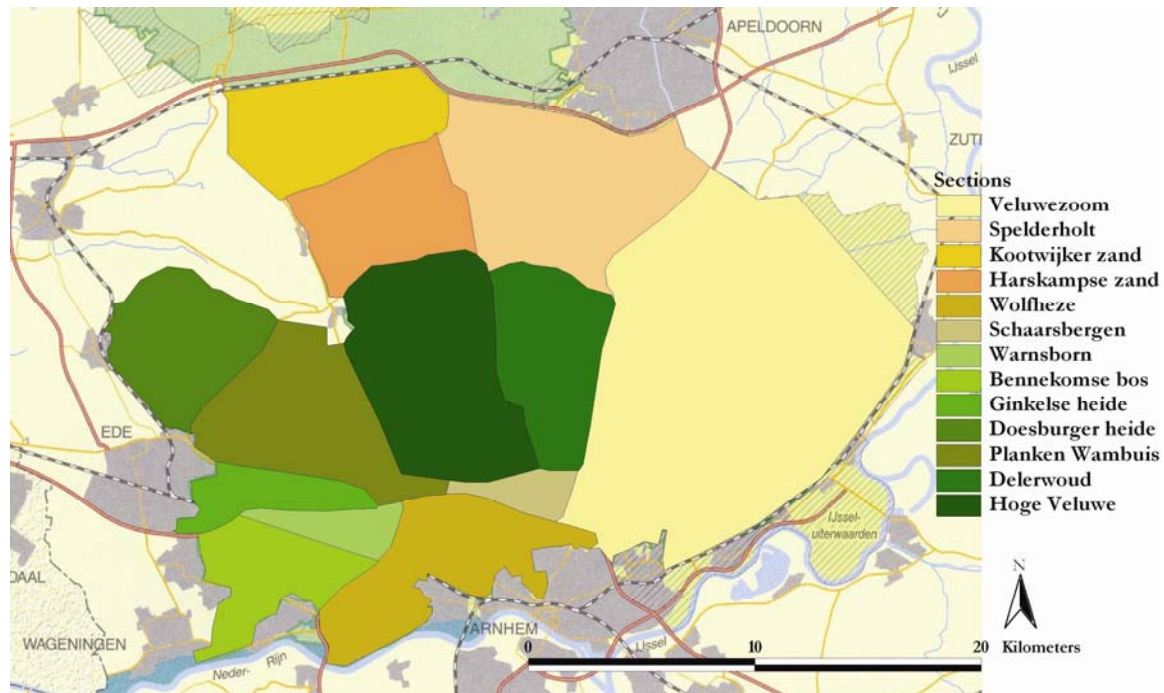 APELDOORN
IJssel
ZUT
Sections
Veluwezoom
Spelderholt
Kootwijker zand
Harskampse zand
Wolfheze
Schaarsbergen
Warnsborn
Bennekomse bos
Ginkelse heide
Doesburger heide
Planken Wambuis
Delerwoud
Hoge Veluwe
EDE
IJssel-
uiterwaarden
DAAL
N
WAGENINGEN
ARNHEM
Neder-
Rijn
IJssel
0 10 20
Kilometers